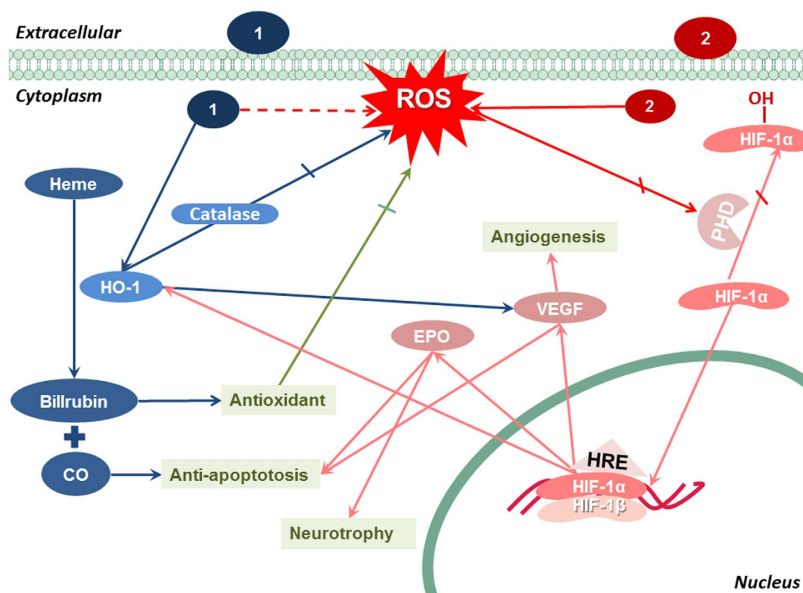 Extracellular
1
2
Cytoplasm
ROS
1
2
OH
HIF-1α
Heme
Catalase
PHD
Angiogenesis
HO-1
VEGF
HIF-1α
EPO
Billrubin
Antioxidant
HRE
CO
Anti-apoptotosis
HIF-1α
HIF-1β
Neurotrophy
Nucleus